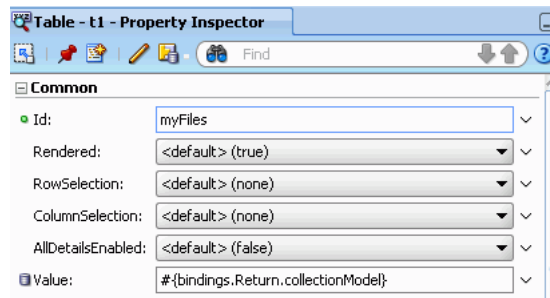 Table - t1 - Property Inspector
Find
Common
Id: myFiles
Rendered: <default> (true)
RowSelection: <default> (none)
ColumnSelection: <default> (none)
AllDetailsEnabled: <default> (false)
Value: #{bindings.Return.collectionModel}